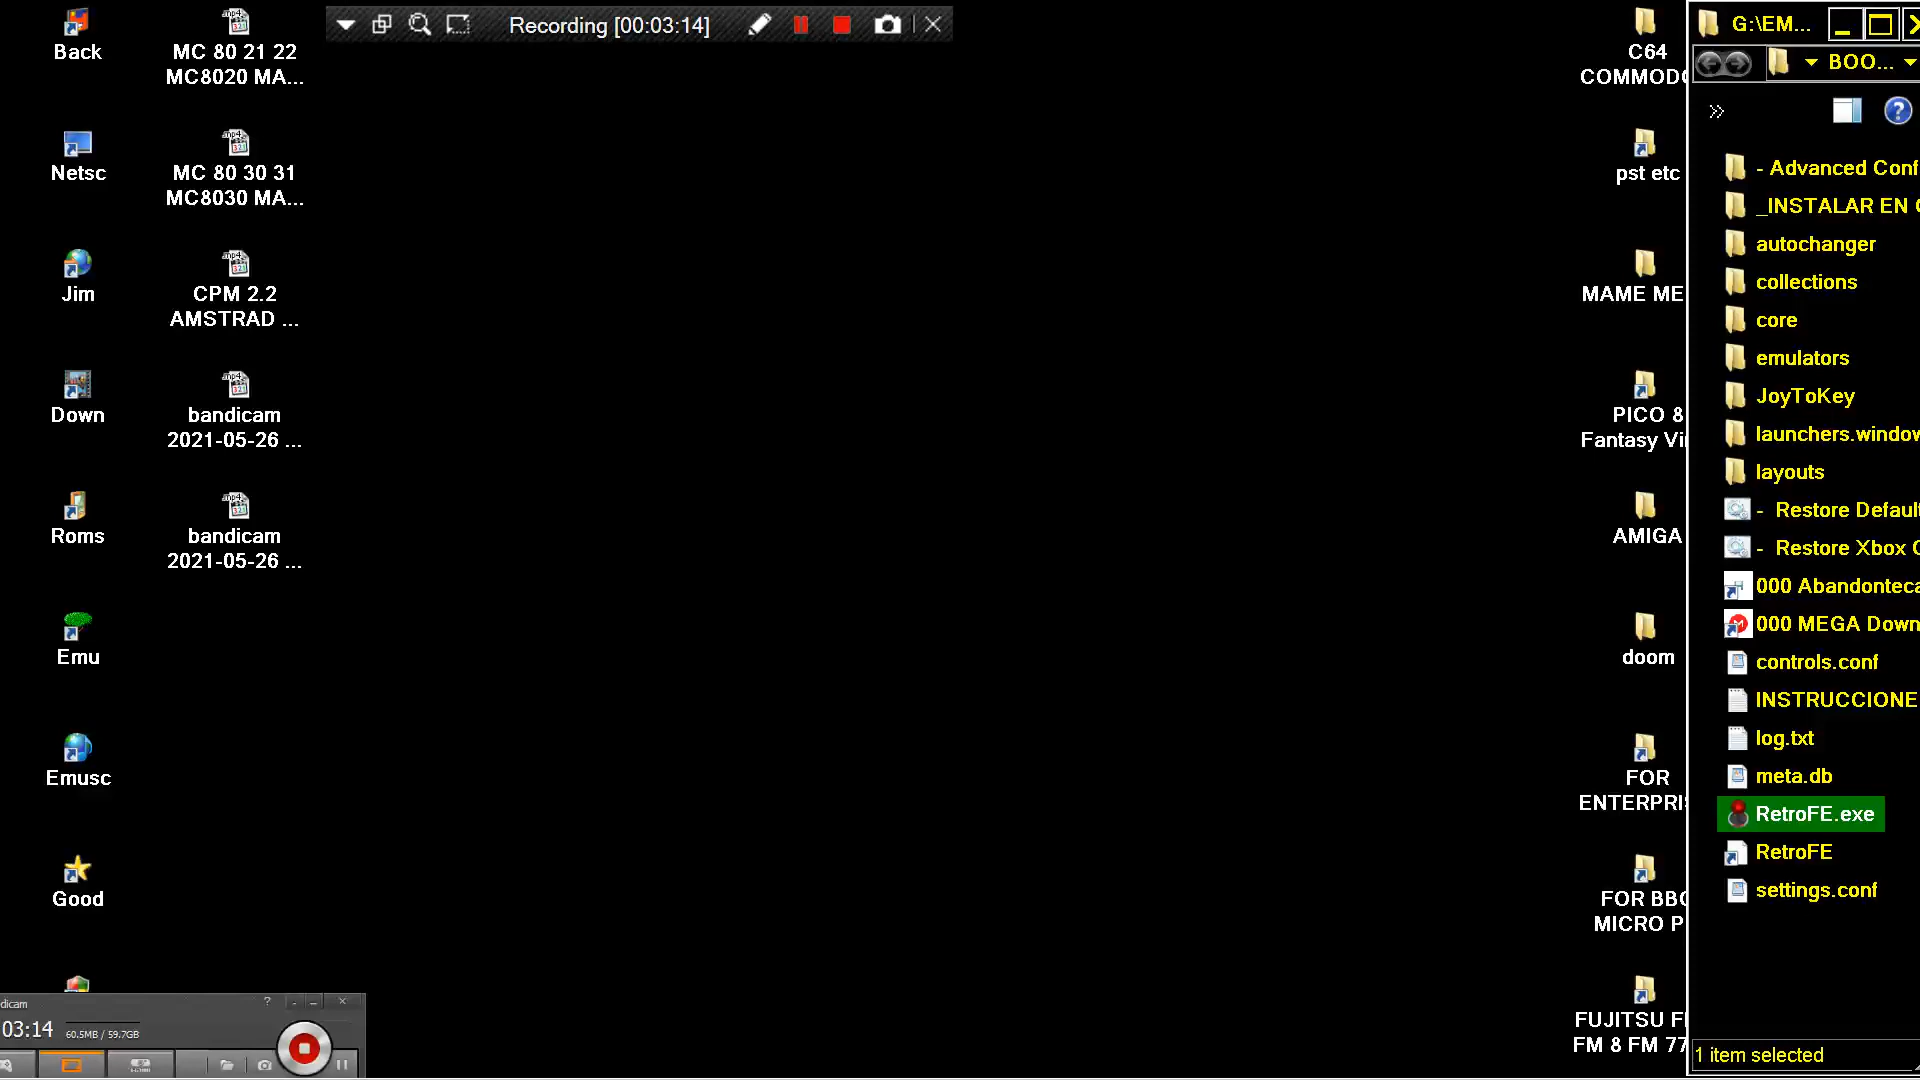 Back
MC 80 21 22
MC8020 MA...
Netsc
MC 80 30 31
MC8030 MA...
Jim
CPM 2.2
AMSTRAD ...
Down
bandicam
2021-05-26 ...
Roms
bandicam
2021-05-26 ...
Emu
Emusc
Good
Recording [00:03:14]
dicam
?
03:14
60.5MB / 59.7GB
C64
COMMODO
pst etc
MAME ME
PICO 8
Fantasy Vi
AMIGA
doom
FOR
ENTERPRI
FOR BBC
MICRO P
FUJITSU F
FM 8 FM 77
G:\EM...
BOO...
?
- Advanced Conf
_INSTALAR EN
autochanger
collections
core
emulators
JoyToKey
launchers.window
layouts
- Restore Default
- Restore Xbox
000 Abandonteca
000 MEGA Down
controls.conf
INSTRUCCIONE
log.txt
meta.db
RetroFE.exe
RetroFE
settings.conf
1 item selected